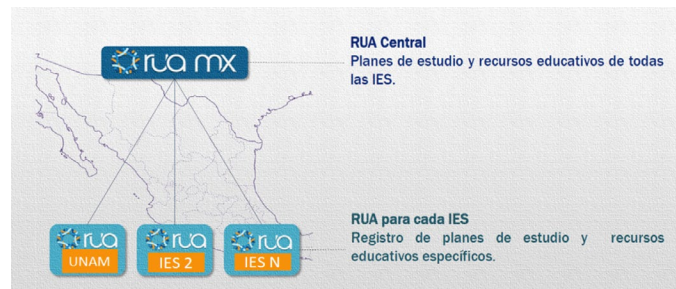 rua mx
RUA Central
Planes de estudio y recursos educativos de todas
las IES.
rua
UNAM
rua
IES 2
rua
IES N
RUA para cada IES
Registro de planes de estudio y recursos
educativos específicos.